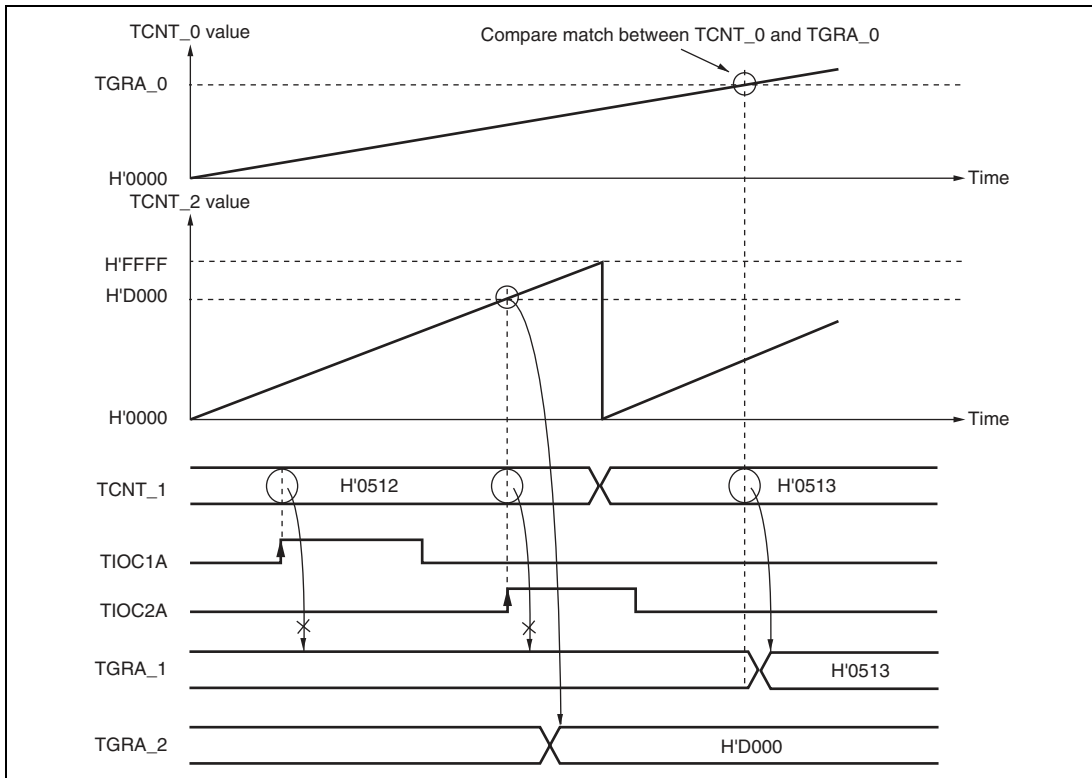 TCNT_0 value
Compare match between TCNT_0 and TGRA_0
TGRA_0
H'0000
Time
TCNT_2 value
H'FFFF
H'D000
H'0000
Time
TCNT_1
H'0512
H'0513
TIOC1A
TIOC2A
TGRA_1
H'0513
TGRA_2
H'D000